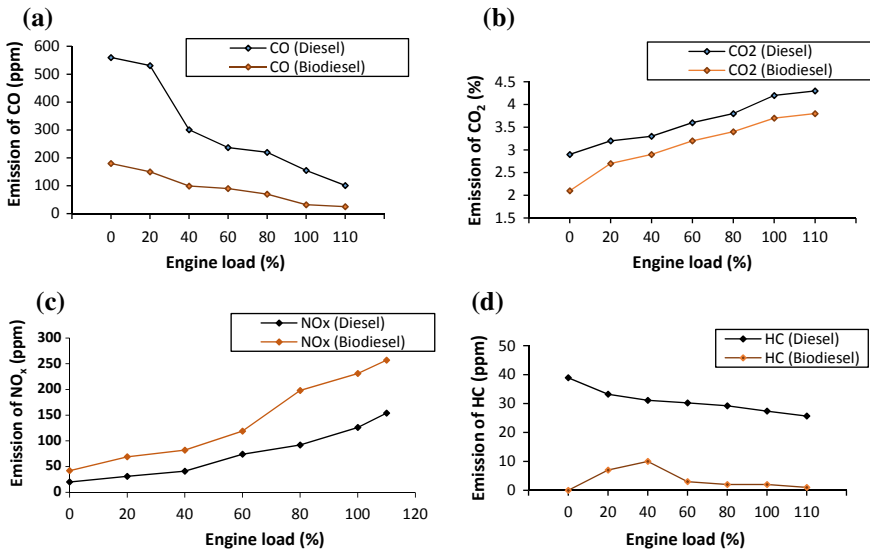 (a)
CO (Diesel)
CO (Biodiesel)
600
500
400
300
200
100
0
Emission of CO (ppm)
0 20 40 60 80 100 110
Engine load (%)
(b)
CO2 (Diesel)
CO2 (Biodiesel)
4.5
4
3.5
3
2.5
2
1.5
Emission of CO₂ (%)
0 20 40 60 80 100 110
Engine load (%)
(c)
NOx (Diesel)
NOx (Biodiesel)
300
250
200
150
100
50
0
Emission of NOₓ (ppm)
0 20 40 60 80 100 120
Engine load (%)
(d)
HC (Diesel)
HC (Biodiesel)
50
40
30
20
10
0
Emission of HC (ppm)
0 20 40 60 80 100 110
Engine load (%)